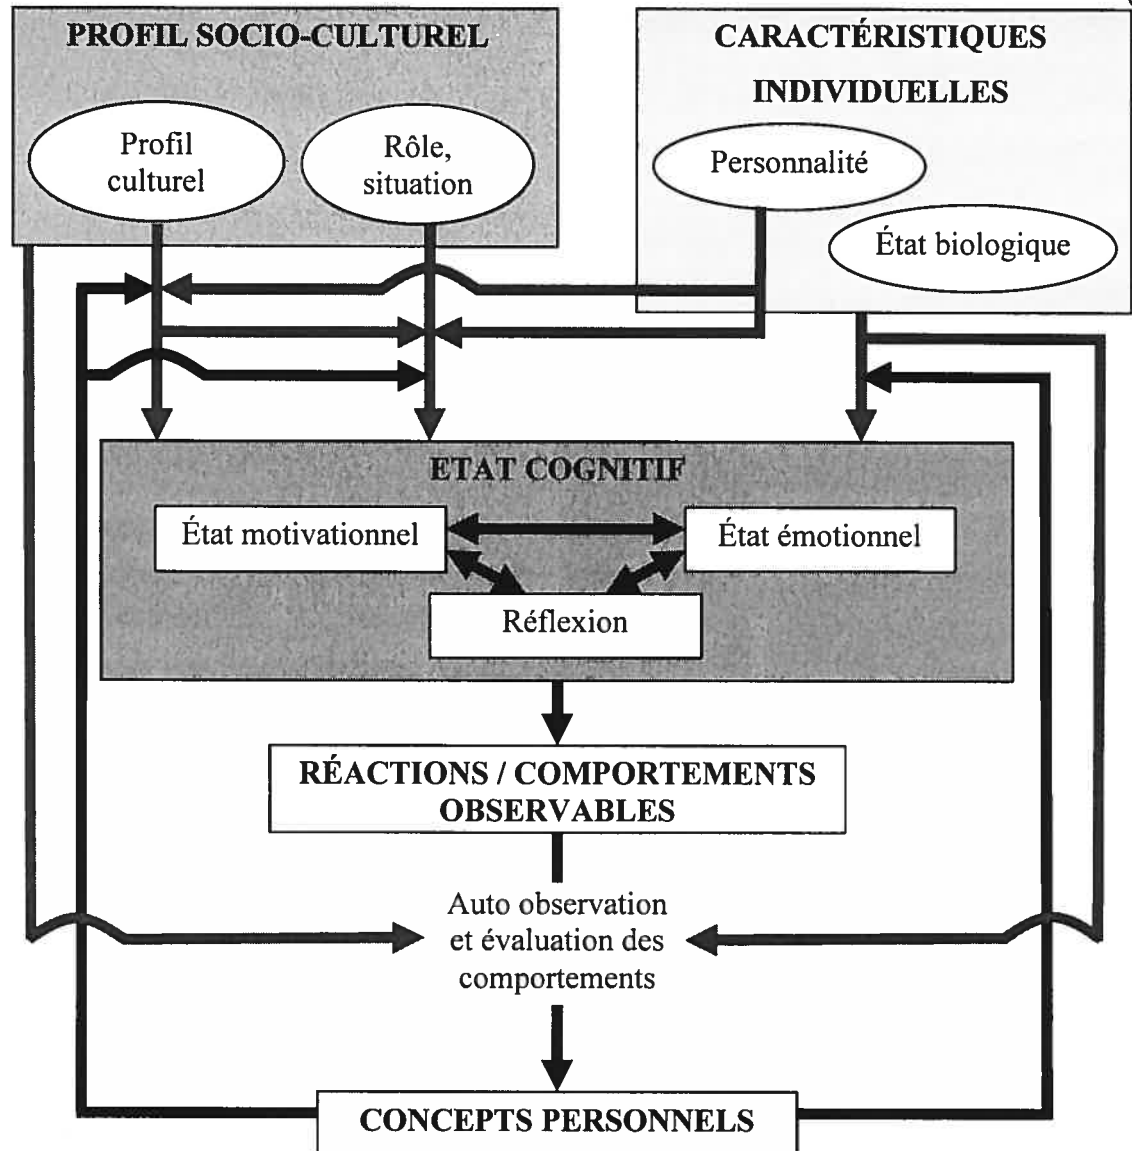 PROFIL SOCIO-CULTUREL
Profil
culturel
Rôle,
situation
CARACTÉRISTIQUES
INDIVIDUELLES
Personnalité
État biologique
ETAT COGNITIF
État motivationnel
État émotionnel
Réflexion
RÉACTIONS / COMPORTEMENTS
OBSERVABLES
Auto observation
et évaluation des
comportements
CONCEPTS PERSONNELS